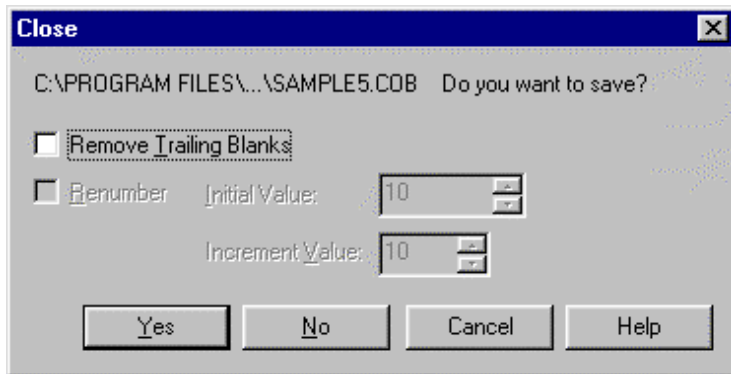 Close
C:\PROGRAM FILES\...\SAMPLE5.COB Do you want to save?
Remove Trailing Blanks
Renumber Initial Value: 10
Increment Value: 10
Yes No Cancel Help